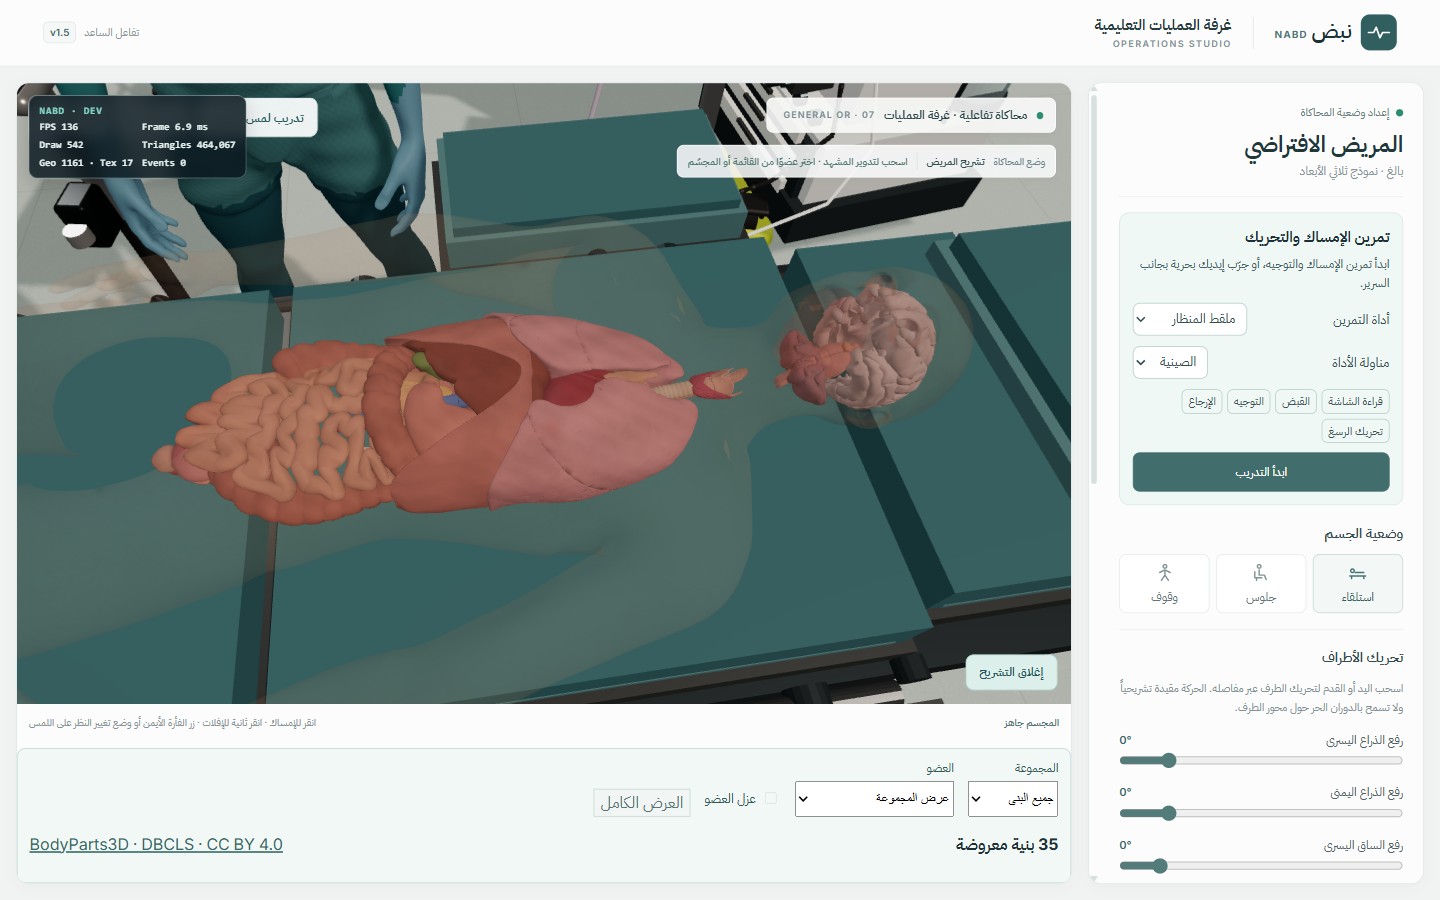 نبض NABD
غرفة العمليات التعليمية
OPERATIONS STUDIO
تفاعل الساعد v1.5
إعداد وضعية المحاكاة
المريض الافتراضي
بالغ · نموذج ثلاثي الأبعاد
تمرين الإمساك والتحريك
ابدأ تمرين الإمساك والتوجيه، أو جرّب إيديك بحرية بجانب
السرير.
أداة التمرين ملقط المنظار
مناولة الأداة الصينية
قراءة الشاشة القبض التوجيه الإرجاع
تحريك الرسغ
ابدأ التدريب
وضعية الجسم
استلقاء جلوس وقوف
تحريك الأطراف
اسحب اليد أو القدم لتحريك الطرف عبر مفاصله. الحركة مقيدة تشريحياً
ولا تسمح بالدوران الحر حول محور الطرف.
رفع الذراع اليسرى 0°
رفع الذراع اليمنى 0°
رفع الساق اليسرى 0°
محاكاة تفاعلية · غرفة العمليات GENERAL OR · 07
وضع المحاكاة تشريح المريض اسحب لتدوير المشهد · اختر عضوًا من القائمة أو المجسّم
تدريب لمس
NABD · DEV
FPS 136 Frame 6.9 ms
Draw 542 Triangles 464,067
Geo 1161 · Tex 17 Events 0
إغلاق التشريح
المجسم جاهز
انقر للإمساك · انقر ثانية للإفلات · زر الفأرة الأيمن أو وضع تغيير النظر على اللمس
المجموعة العضو
جميع البنى عرض المجموعة عزل العضو العرض الكامل
35 بنية معروضة
BodyParts3D · DBCLS · CC BY 4.0